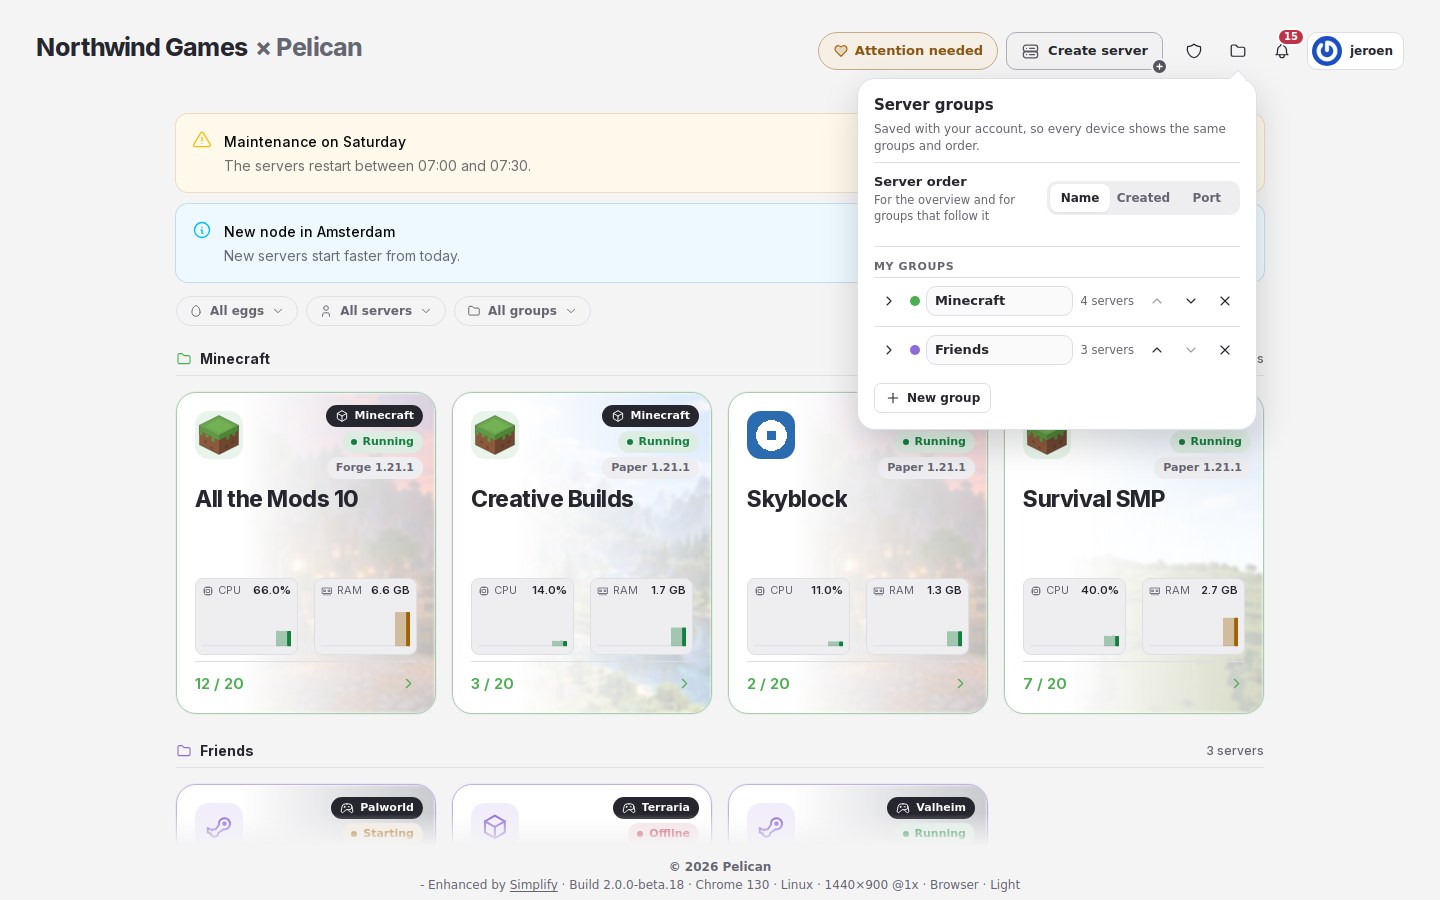 Northwind Games × Pelican
Attention needed
Create server
15
jeroen
Server groups
Saved with your account, so every device shows the same
groups and order.
Server order
For the overview and for
groups that follow it
Name Created Port
MY GROUPS
Minecraft 4 servers
Friends 3 servers
New group
Maintenance on Saturday
The servers restart between 07:00 and 07:30.
New node in Amsterdam
New servers start faster from today.
All eggs All servers All groups
Minecraft
Minecraft
Running
Forge 1.21.1
All the Mods 10
CPU 66.0% RAM 6.6 GB
12 / 20
Minecraft
Running
Paper 1.21.1
Creative Builds
CPU 14.0% RAM 1.7 GB
3 / 20
Running
Paper 1.21.1
Skyblock
CPU 11.0% RAM 1.3 GB
2 / 20
Running
Paper 1.21.1
Survival SMP
CPU 40.0% RAM 2.7 GB
7 / 20
Friends 3 servers
Palworld
Starting
Terraria
Offline
Valheim
Running
© 2026 Pelican
- Enhanced by Simplify · Build 2.0.0-beta.18 · Chrome 130 · Linux · 1440×900 @1x · Browser · Light